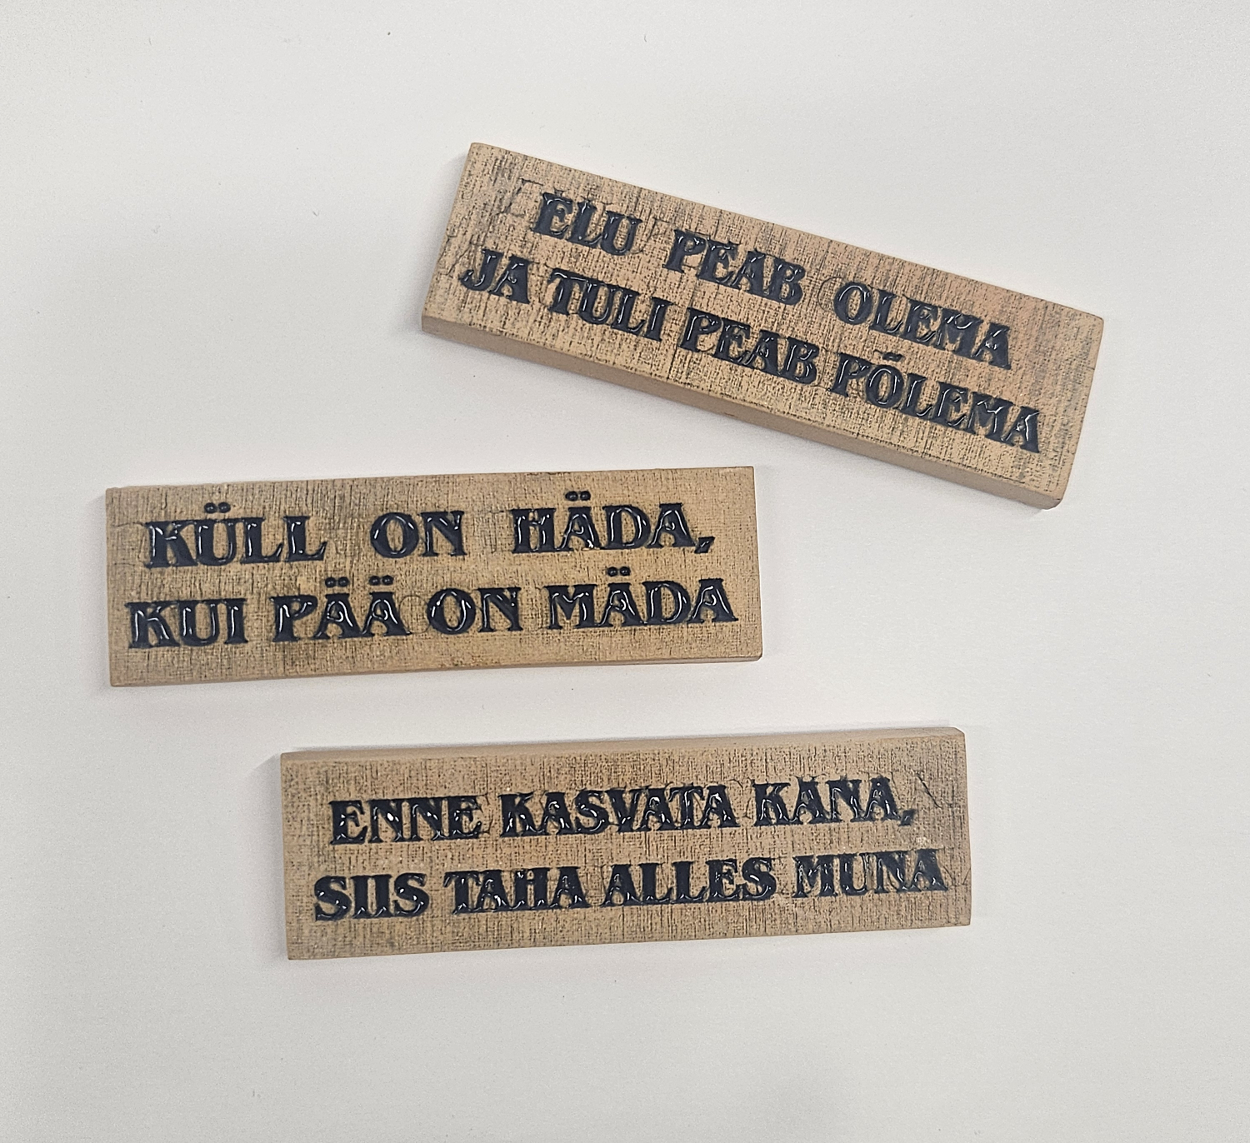 ELU PEAB OLEMA
JA TULI PEAB PÕLEMA
KÜLL ON HÄDA,
KUI PÄÄ ON MÄDA
ENNE KASVATA KANA,
SIIS TAHA ALLES MUNA